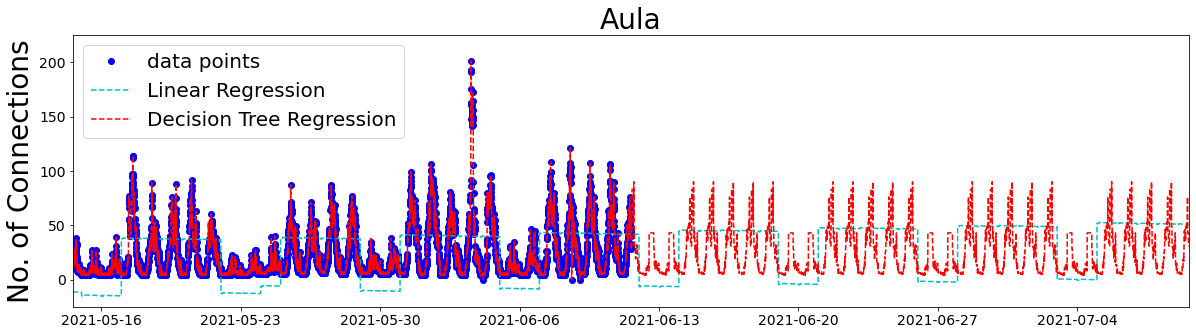 Aula
No. of Connections
200
150
100
50
0
data points
Linear Regression
Decision Tree Regression
2021-05-16 2021-05-23 2021-05-30 2021-06-06 2021-06-13 2021-06-20 2021-06-27 2021-07-04